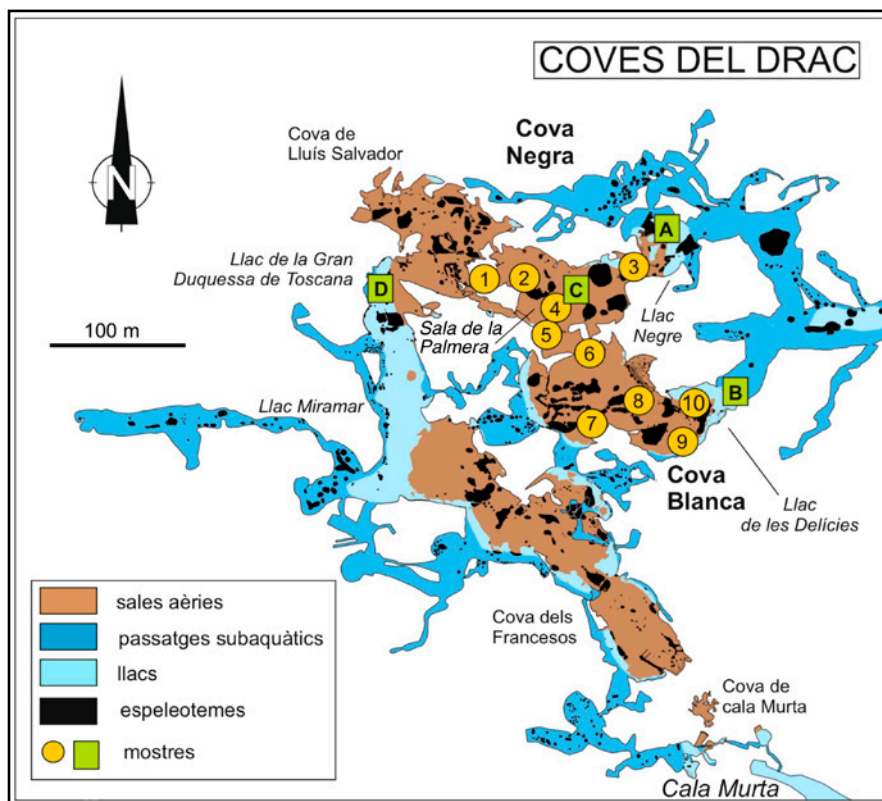 COVES DEL DRAC
N
Cova de
Lluís Salvador
Cova
Negra
Llac de la Gran
Duquessa de Toscana
A
D
1
2
C
3
4
5
Sala de la
Palmera
Llac
Negre
100 m
6
Llac Miramar
B
8
10
7
9
Cova
Blanca
Llac
de les Delícies
Cova dels
Francesos
Cova de
cala Murta
Cala Murta
sales aèries
passatges subaquàtics
llacs
espeleotemes
mostres